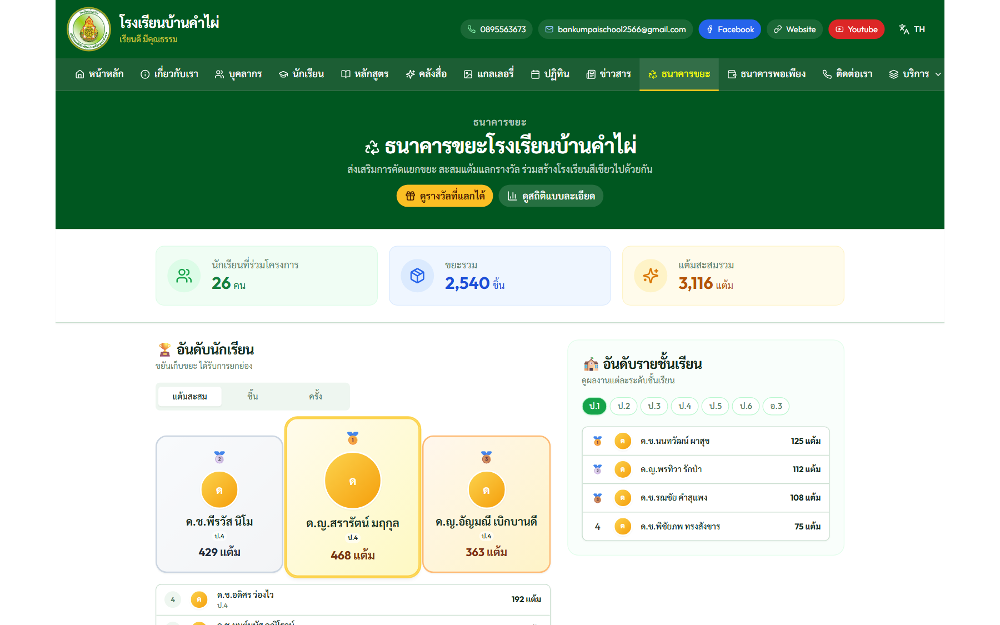 โรงเรียนบ้านคำไผ่
เรียนดี มีคุณธรรม
0895563673
bankumpaischool2566@gmail.com
Facebook
Website
Youtube
TH
หน้าหลัก
เกี่ยวกับเรา
บุคลากร
นักเรียน
หลักสูตร
คลังสื่อ
แกลเลอรี่
ปฏิทิน
ข่าวสาร
ธนาคารขยะ
ธนาคารพอเพียง
ติดต่อเรา
บริการ
ธนาคารขยะ
ธนาคารขยะโรงเรียนบ้านคำไผ่
ส่งเสริมการคัดแยกขยะ สะสมแต้มแลกรางวัล ร่วมสร้างโรงเรียนสีเขียวไปด้วยกัน
ดูรางวัลที่แลกได้
ดูสถิติแบบละเอียด
นักเรียนที่ร่วมโครงการ
26 คน
ขยะรวม
2,540 ชิ้น
แต้มสะสมรวม
3,116 แต้ม
อันดับนักเรียน
ขยันเก็บขยะ ได้รับการยกย่อง
แต้มสะสม
ชิ้น
ครั้ง
2
ด
ด.ช.พีรวัส นิโม
ป.4
429 แต้ม
1
ด
ด.ญ.สรารัตน์ มฤกุล
ป.4
468 แต้ม
3
ด
ด.ญ.อัญมณี เบิกบานดี
ป.4
363 แต้ม
4
ด
ด.ช.อดิศร ว่องไว
ป.4
192 แต้ม
อันดับรายชั้นเรียน
ดูผลงานแต่ละระดับชั้นเรียน
ป.1
ป.2
ป.3
ป.4
ป.5
ป.6
อ.3
1
ด
ด.ช.นนทวัฒน์ ผาสุข
125 แต้ม
2
ด
ด.ญ.พรทิวา รักป่า
112 แต้ม
3
ด
ด.ช.รณชัย คำสุแพง
108 แต้ม
4
ด
ด.ช.พิชัยภพ ทรงสังขาร
75 แต้ม